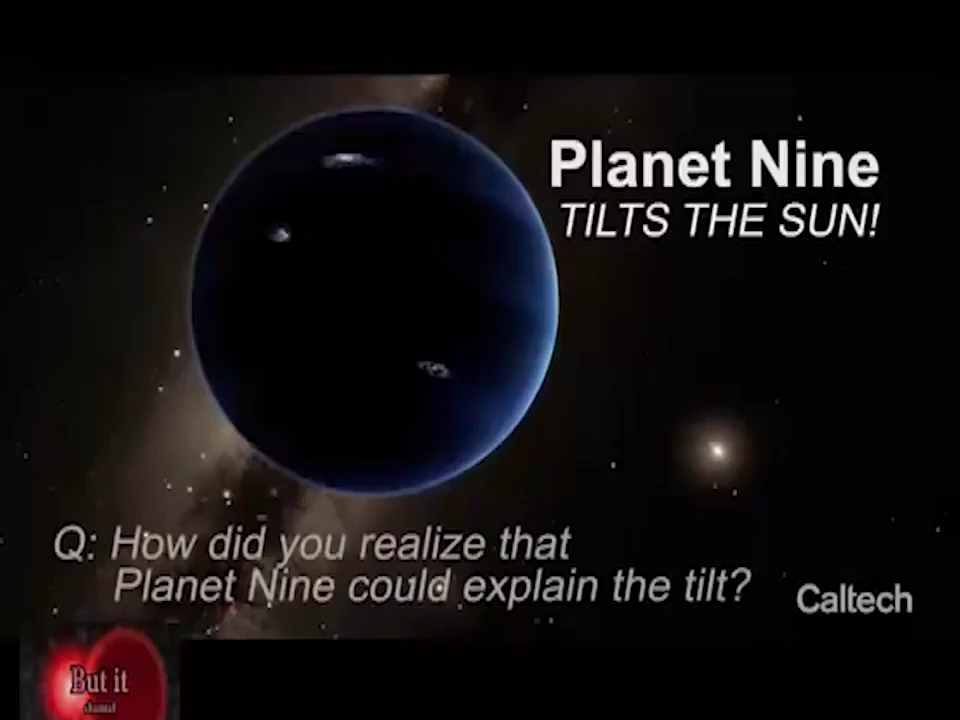 Planet Nine
TILTS THE SUN!
Q: How did you realize that
Planet Nine could explain the tilt?
Caltech
But it
channel